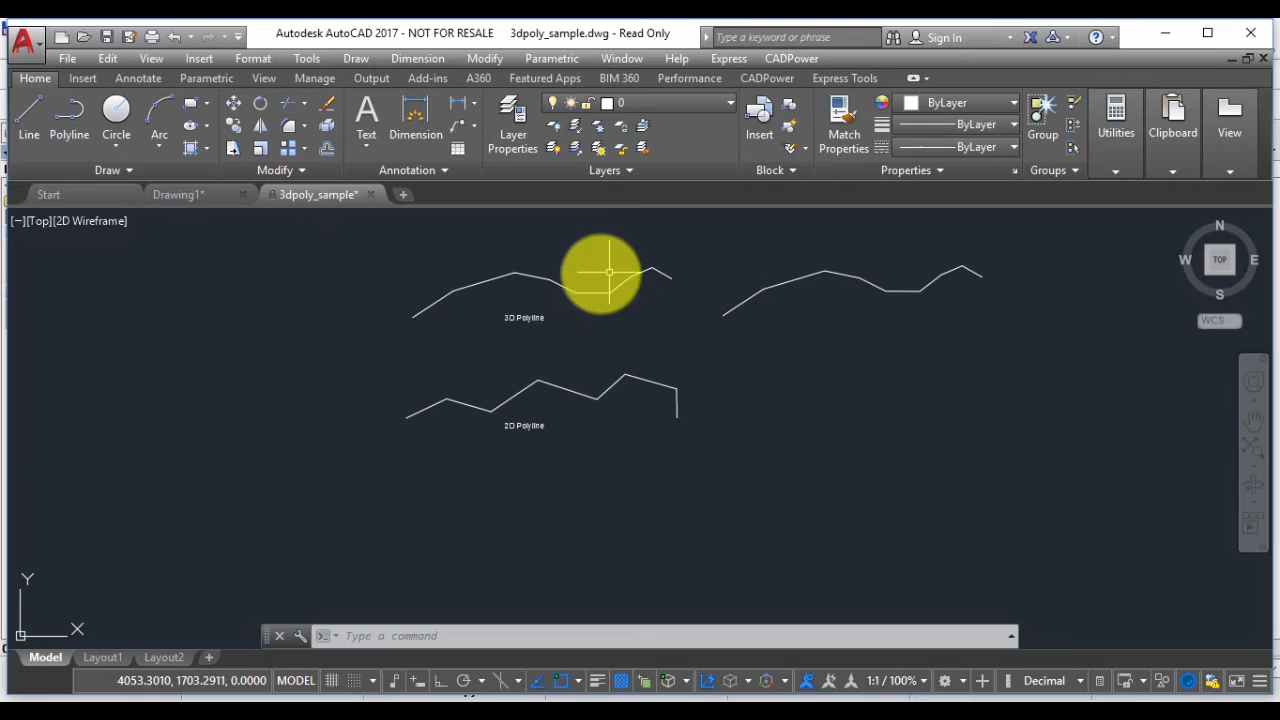 Autodesk AutoCAD 2017 - NOT FOR RESALE 3dpoly_sample.dwg - Read Only
Type a keyword or phrase
Sign In
File Edit View Insert Format Tools Draw Dimension Modify Parametric Window Help Express CADPower
Home Insert Annotate Parametric View Manage Output Add-ins A360 Featured Apps BIM 360 Performance CADPower Express Tools
0
ByLayer
ByLayer
ByLayer
Line Polyline Circle Arc Text Dimension Layer Properties Insert Match Properties Group Utilities Clipboard View
Draw Modify Annotation Layers Block Properties Groups
Start Drawing1* 3dpoly_sample*
[−][Top][2D Wireframe]
N
W TOP E
S
WCS
3D Polyline
2D Polyline
Y
X
Type a command
Model Layout1 Layout2
4053.3010, 1703.2911, 0.0000 MODEL 1:1 / 100% Decimal